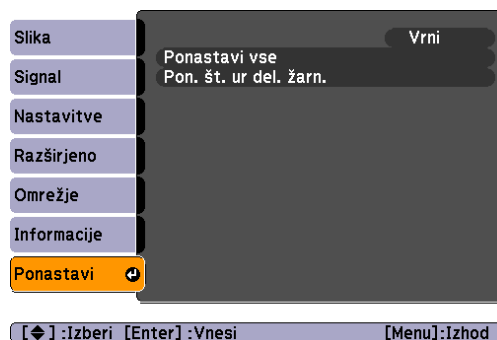 Slika
Signal
Nastavitve
Razširjeno
Omrežje
Informacije
Ponastavi
Vrni
Ponastavi vse
Pon. št. ur del. žarn.
[◆] :Izberi [Enter] :Vnesi [Menu]:Izhod